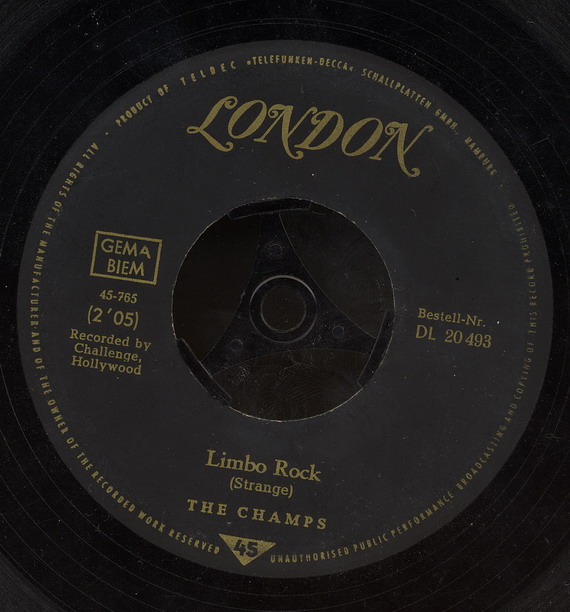 LONDON
PRODUCT OF TELDEC »TELEFUNKEN-DECCA« SCHALLPLATTEN GMBH., HAMBURG ·
ALL RIGHTS OF THE MANUFACTURER AND OF THE OWNER OF THE RECORDED WORK RESERVED
GEMA
BIEM
45-765
(2'05)
Recorded by
Challenge,
Hollywood
Bestell-Nr.
DL 20 493
Limbo Rock
(Strange)
THE CHAMPS
45
UNAUTHORISED PUBLIC PERFORMANCE BROADCASTING AND COPYING OF THIS RECORD PROHIBITED